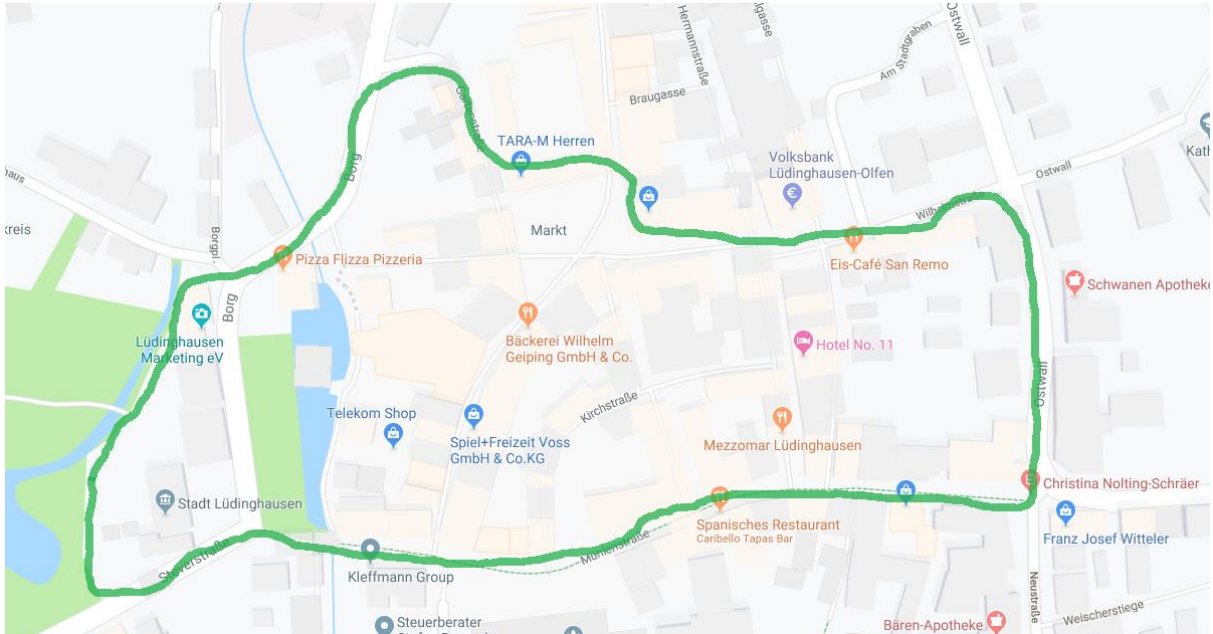 Hermannstraße
Ostwall
Am Stadtgraben
Braugasse
Gartenstraße
TARA-M Herren
Volksbank
Lüdinghausen-Olfen
Borg
Ostwall
Kath
haus
kreis
Borgpl
Wilhelmstraße
Markt
Pizza Flizza Pizzeria
Eis-Café San Remo
Schwanen Apotheke
Borg
Lüdinghausen
Marketing eV
Bäckerei Wilhelm
Geiping GmbH & Co.
Hotel No. 11
Ostwall
Kirchstraße
Telekom Shop
Spiel+Freizeit Voss
GmbH & Co.KG
Mezzomar Lüdinghausen
Stadt Lüdinghausen
Christina Nolting-Schräer
Spanisches Restaurant
Caribello Tapas Bar
Franz Josef Witteler
Mühlenstraße
Steverstraße
Kleffmann Group
Neustraße
Weischerstiege
Steuerberater
Bären-Apotheke